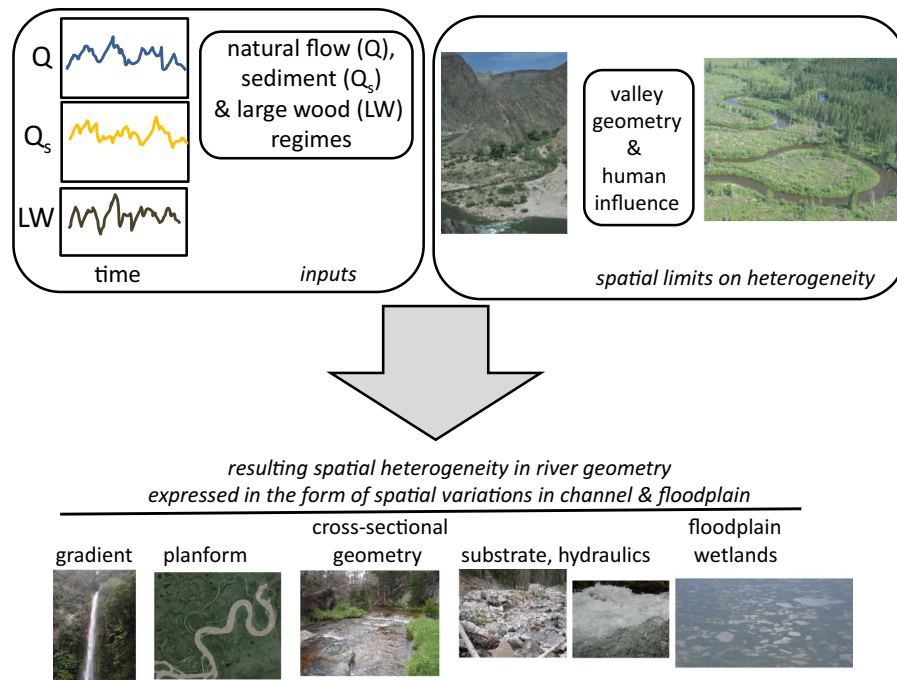 Q
Qs
LW
time
natural flow (Q),
sediment (Qs)
& large wood (LW)
regimes
inputs
valley
geometry
&
human
influence
spatial limits on heterogeneity
resulting spatial heterogeneity in river geometry
expressed in the form of spatial variations in channel & floodplain
gradient
planform
cross-sectional
geometry
substrate, hydraulics
floodplain
wetlands